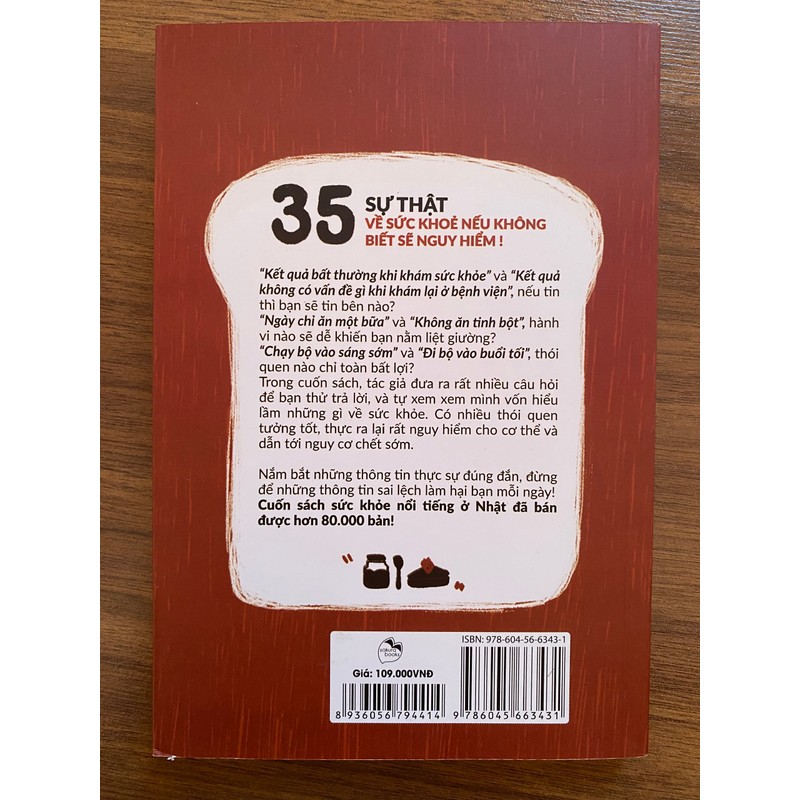 35
SỰ THẬT
VỀ SỨC KHOẺ NẾU KHÔNG
BIẾT SẼ NGUY HIỂM !
“Kết quả bất thường khi khám sức khỏe” và “Kết quả
không có vấn đề gì khi khám lại ở bệnh viện”, nếu tin
thì bạn sẽ tin bên nào?
“Ngày chỉ ăn một bữa” và “Không ăn tinh bột”, hành
vi nào sẽ dễ khiến bạn nằm liệt giường?
“Chạy bộ vào sáng sớm” và “Đi bộ vào buổi tối”, thói
quen nào chỉ toàn bất lợi?
Trong cuốn sách, tác giả đưa ra rất nhiều câu hỏi
để bạn thử trả lời, và tự xem xem mình vốn hiểu
lầm những gì về sức khỏe. Có nhiều thói quen
tưởng tốt, thực ra lại rất nguy hiểm cho cơ thể và
dẫn tới nguy cơ chết sớm.
Nắm bắt những thông tin thực sự đúng đắn, đừng
để những thông tin sai lệch làm hại bạn mỗi ngày!
Cuốn sách sức khỏe nổi tiếng ở Nhật đã bán
được hơn 80.000 bản!
sakura
books
Giá: 109.000VNĐ
8 936056 794414
ISBN: 978-604-56-6343-1
9 786045 663431